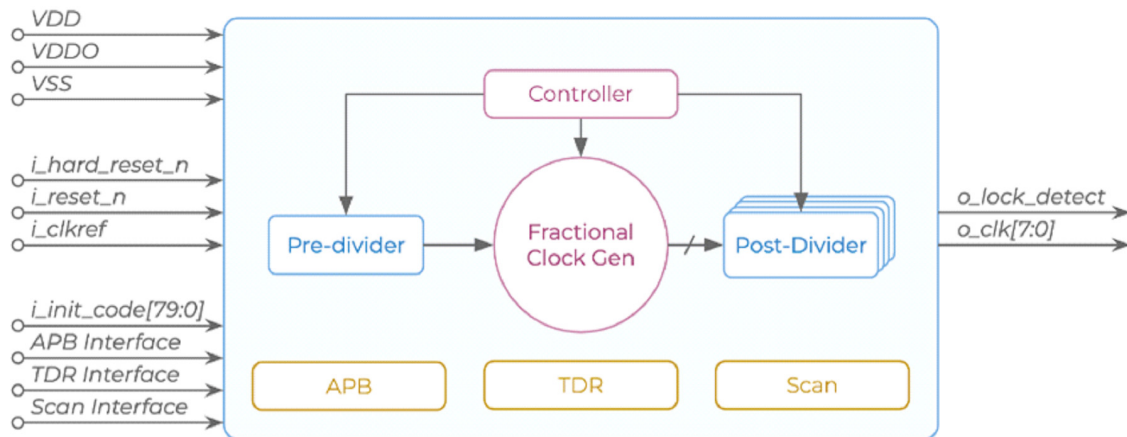 VDD
VDDO
VSS
i_hard_reset_n
i_reset_n
i_clkref
i_init_code[79:0]
APB Interface
TDR Interface
Scan Interface
Controller
Pre-divider
Fractional
Clock Gen
Post-Divider
APB
TDR
Scan
o_lock_detect
o_clk[7:0]